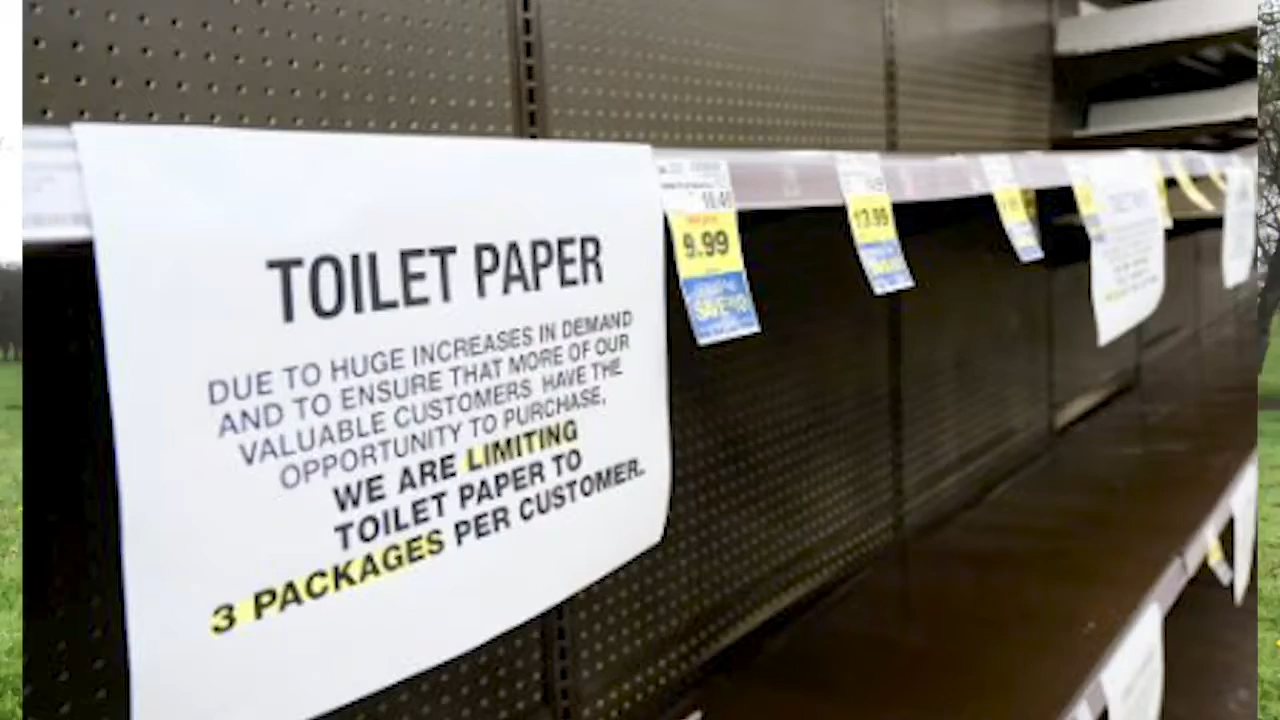 TOILET PAPER
DUE TO HUGE INCREASES IN DEMAND
AND TO ENSURE THAT MORE OF OUR
VALUABLE CUSTOMERS HAVE THE
OPPORTUNITY TO PURCHASE,
WE ARE LIMITING
TOILET PAPER TO
3 PACKAGES PER CUSTOMER.
9.99
SAVE
13.99